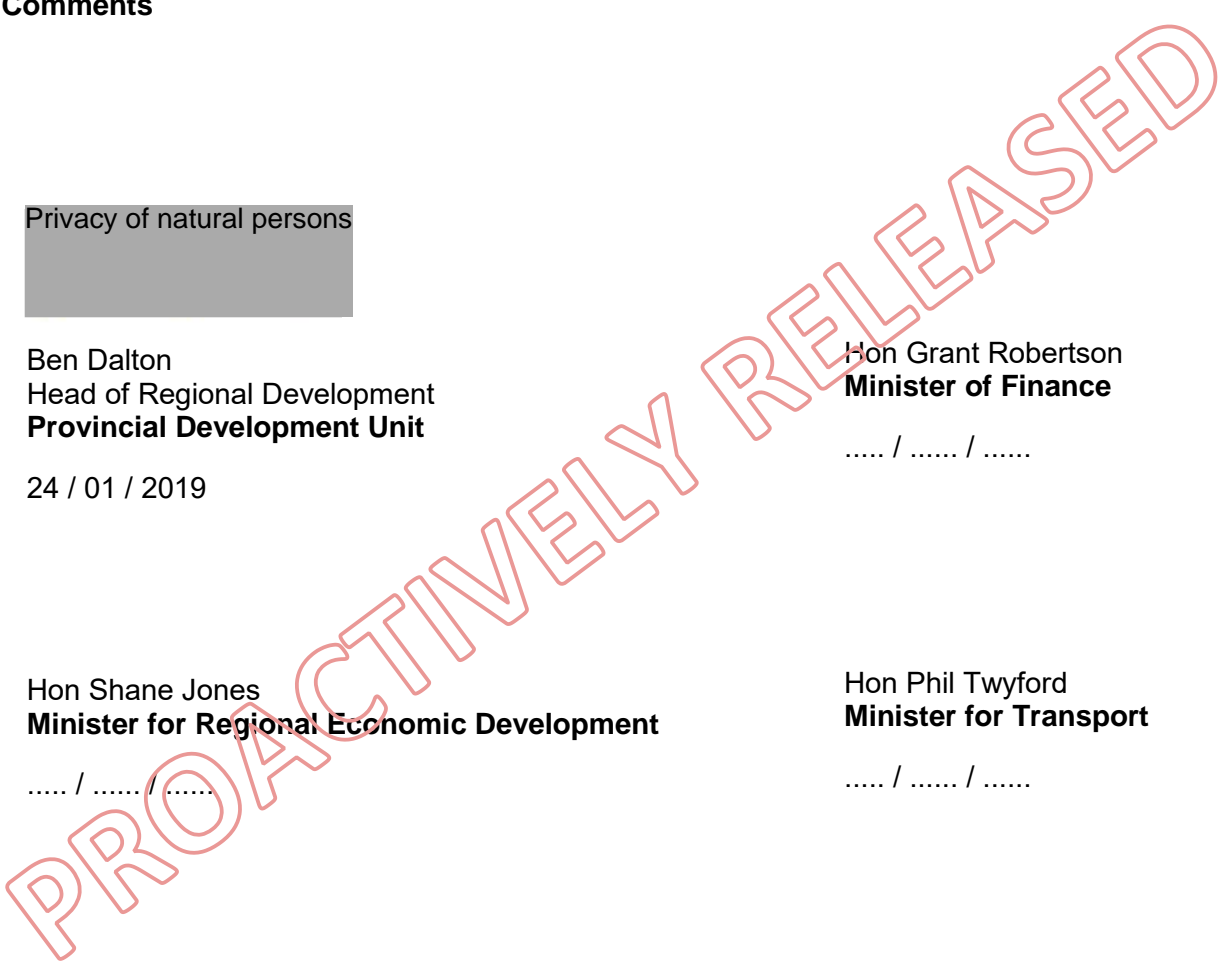 Comments
Privacy of natural persons
Ben Dalton
Head of Regional Development
Provincial Development Unit
24 / 01 / 2019
Hon Grant Robertson
Minister of Finance
..... / ...... / ......
Hon Shane Jones
Minister for Regional Economic Development
..... / ...... / ......
Hon Phil Twyford
Minister for Transport
..... / ...... / ......
PROACTIVELY RELEASED